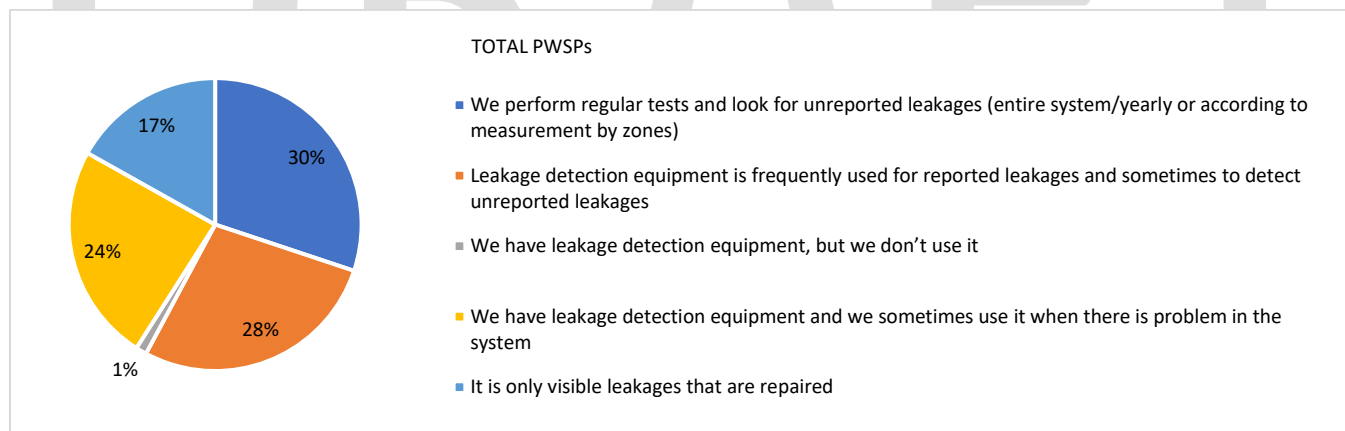 TOTAL PWSPs
We perform regular tests and look for unreported leakages (entire system/yearly or according to
measurement by zones)
Leakage detection equipment is frequently used for reported leakages and sometimes to detect
unreported leakages
We have leakage detection equipment, but we don’t use it
We have leakage detection equipment and we sometimes use it when there is problem in the
system
It is only visible leakages that are repaired
17%
30%
24%
28%
1%